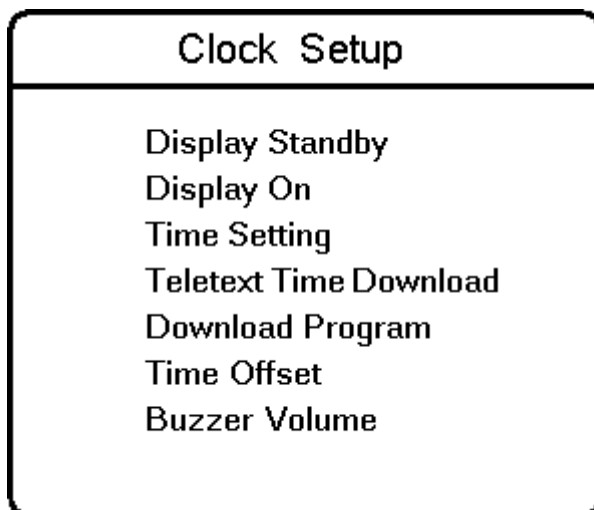 Clock Setup
Display Standby
Display On
Time Setting
Teletext Time Download
Download Program
Time Offset
Buzzer Volume